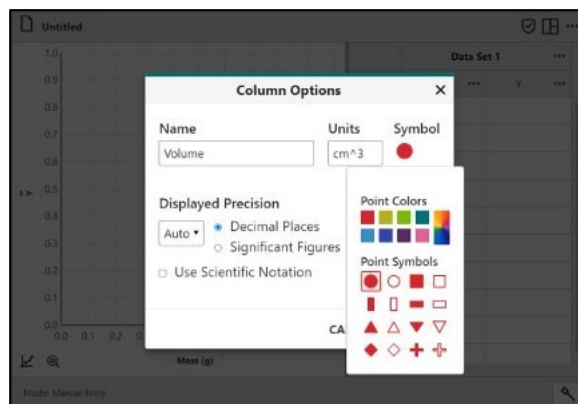 Untitled
Data Set 1
1.0
0.9
0.8
0.7
0.6
0.5
0.4
0.3
0.2
0.1
0.0
0.0 0.1 0.2
Y
Column Options
Name Units Symbol
Volume cm^3
Displayed Precision
Auto Decimal Places
Significant Figures
Use Scientific Notation
CA
Point Colors
Point Symbols
Mass (g)
Mode: Manual Entry